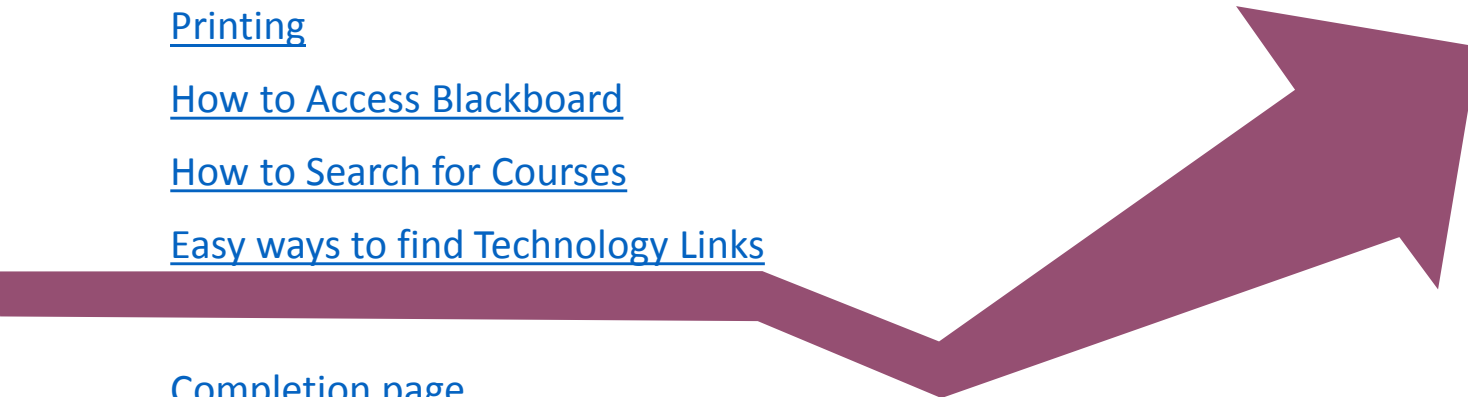 Printing
How to Access Blackboard
How to Search for Courses
Easy ways to find Technology Links
Completion page